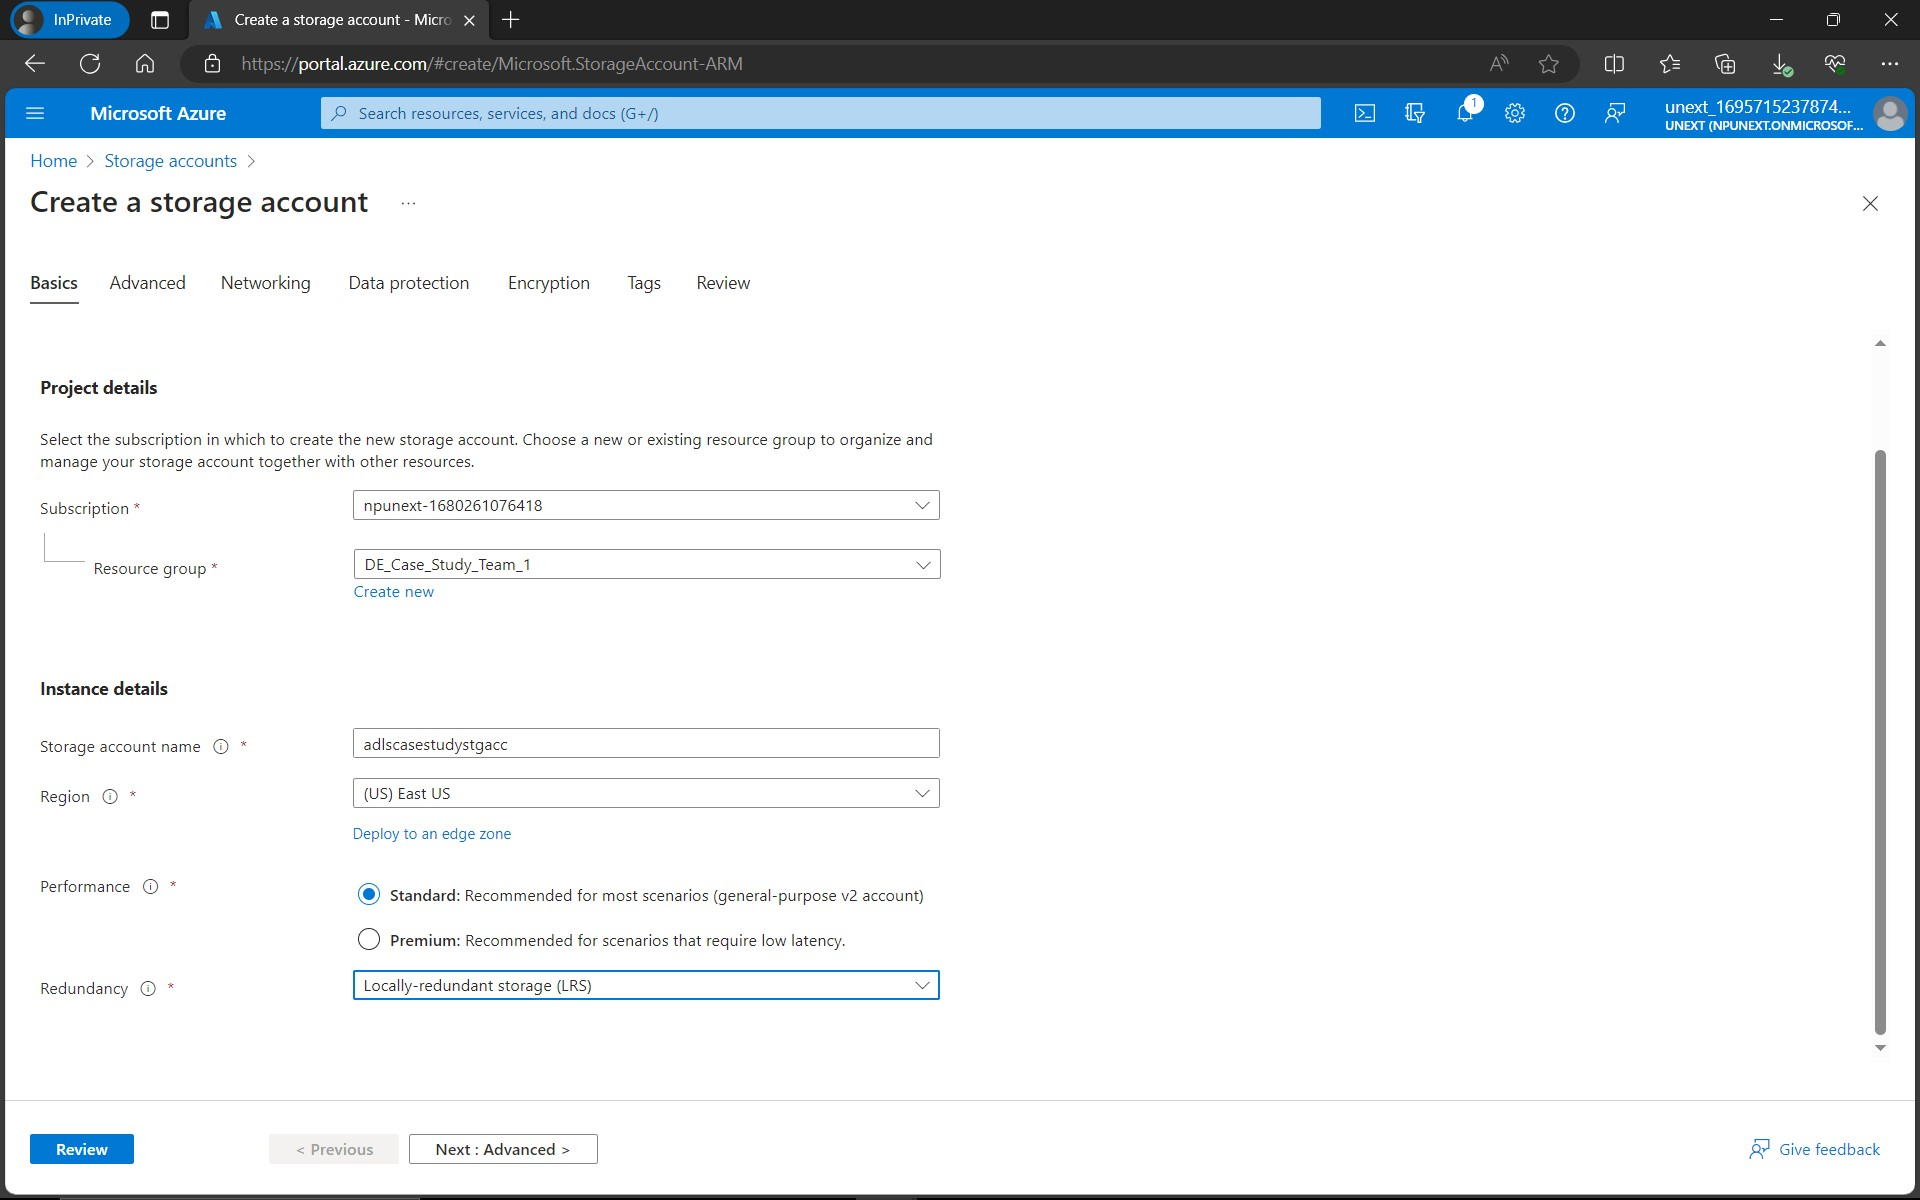 InPrivate
Create a storage account - Micro
https://portal.azure.com/#create/Microsoft.StorageAccount-ARM
Microsoft Azure
Search resources, services, and docs (G+/)
1
unext_1695715237874...
UNEXT (NPUNEXT.ONMICROSOF...
Home > Storage accounts >
Create a storage account ...
Basics Advanced Networking Data protection Encryption Tags Review
Project details
Select the subscription in which to create the new storage account. Choose a new or existing resource group to organize and
manage your storage account together with other resources.
Subscription * npunext-1680261076418
Resource group * DE_Case_Study_Team_1
Create new
Instance details
Storage account name * adlscasestudystgacc
Region * (US) East US
Deploy to an edge zone
Performance * Standard: Recommended for most scenarios (general-purpose v2 account)
Premium: Recommended for scenarios that require low latency.
Redundancy * Locally-redundant storage (LRS)
Review < Previous Next : Advanced > Give feedback